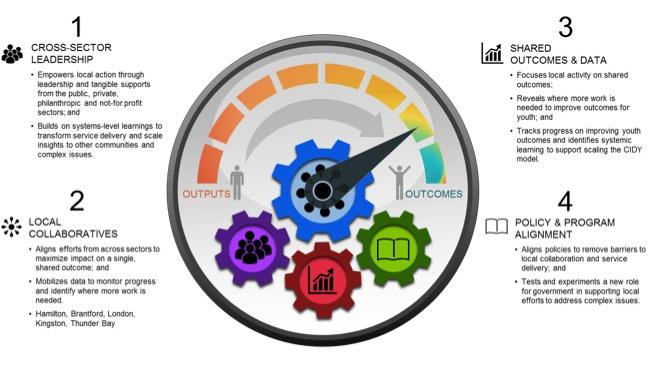 1
CROSS-SECTOR
LEADERSHIP
• Empowers local action through
leadership and tangible supports
from the public, private,
philanthropic and not-for profit
sectors; and
• Builds on systems-level learnings to
transform service delivery and scale
insights to other communities and
complex issues.
2
LOCAL
COLLABORATIVES
• Aligns efforts from across sectors to
maximize impact on a single,
shared outcome; and
• Mobilizes data to monitor progress
and identify where more work is
needed.
• Hamilton, Brantford, London,
Kingston, Thunder Bay
OUTPUTS
OUTCOMES
3
SHARED
OUTCOMES & DATA
• Focuses local activity on shared
outcomes;
• Reveals where more work is
needed to improve outcomes for
youth; and
• Tracks progress on improving youth
outcomes and identifies systemic
learning to support scaling the CIDY
model.
4
POLICY & PROGRAM
ALIGNMENT
• Aligns policies to remove barriers to
local collaboration and service
delivery; and
• Tests and experiments a new role
for government in supporting local
efforts to address complex issues.